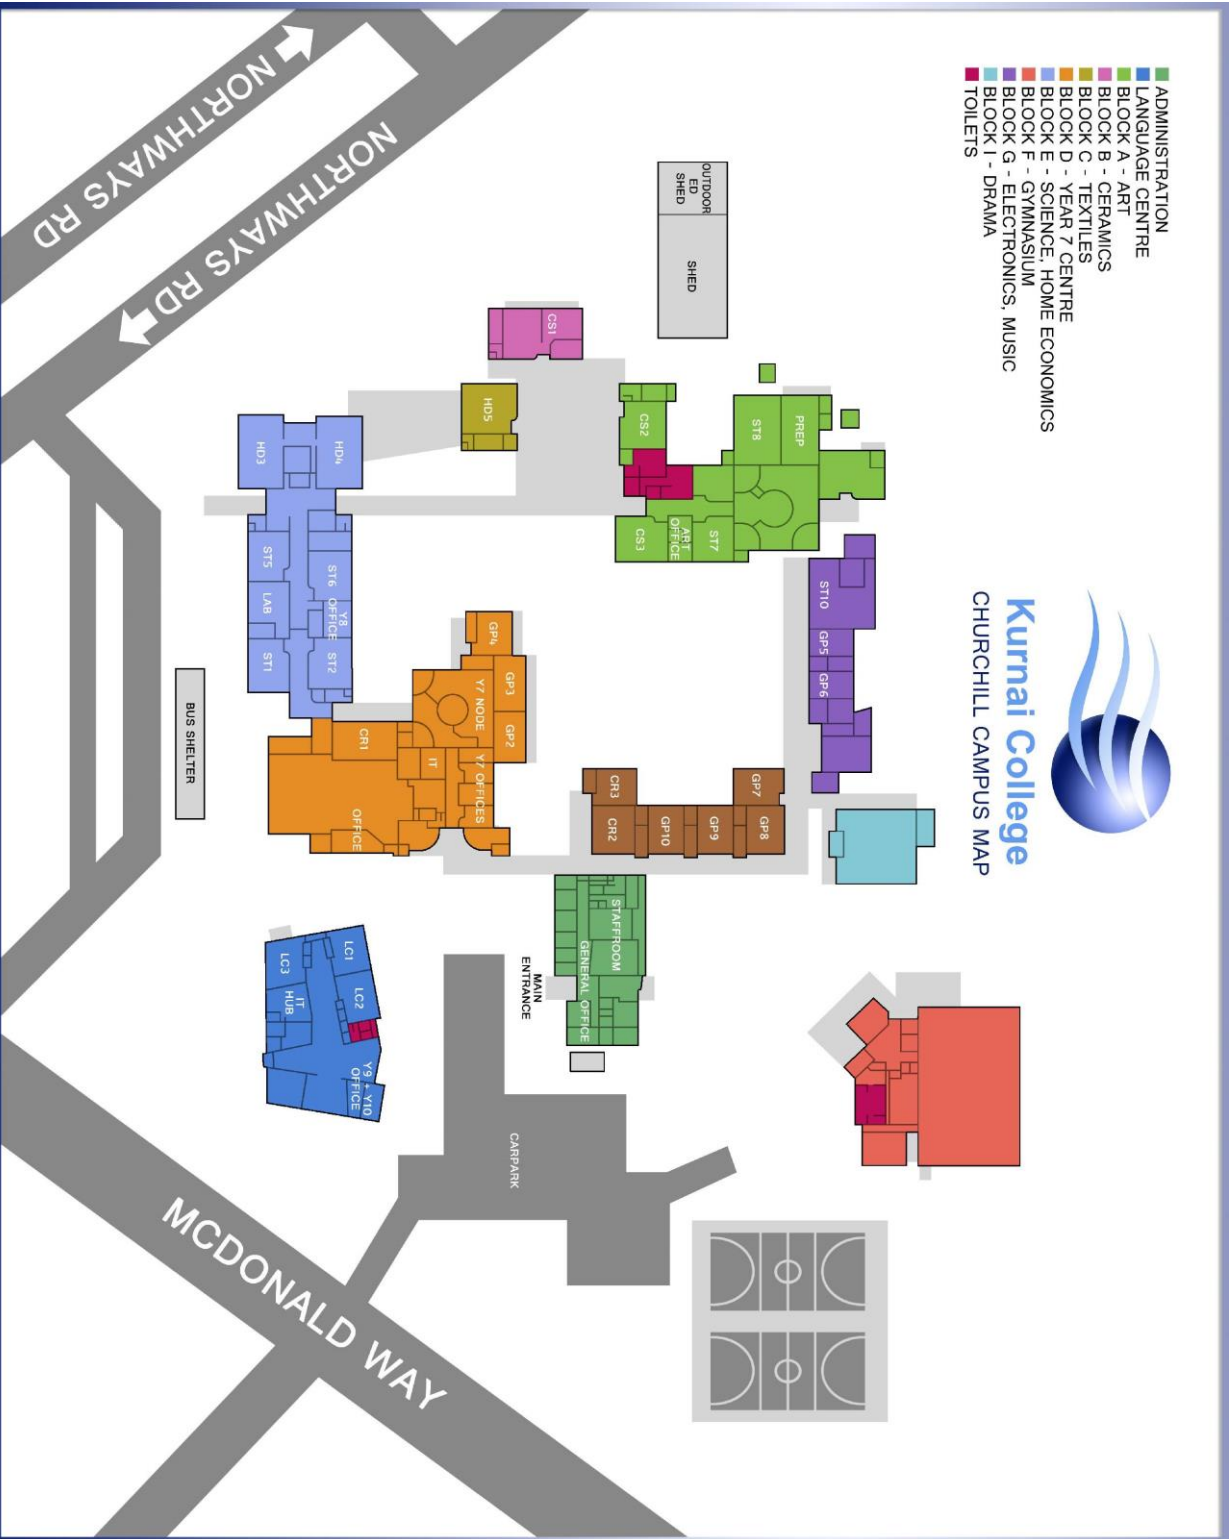 Kurnai College
CHURCHILL CAMPUS MAP
ADMINISTRATION
LANGUAGE CENTRE
BLOCK A - ART
BLOCK B - CERAMICS
BLOCK C - TEXTILES
BLOCK D - YEAR 7 CENTRE
BLOCK E - SCIENCE, HOME ECONOMICS
BLOCK F - GYMNASIUM
BLOCK G - ELECTRONICS, MUSIC
BLOCK I - DRAMA
TOILETS
OUTDOOR
ED
SHED
SHED
PREP
ST8
CS2
ST7
ART
OFFICE
CS3
CS1
HD5
HD4
HD3
ST10
GP5
GP6
ST6
Y8
OFFICE
ST2
ST5
LAB
ST1
GP4
GP3
GP2
Y7 NODE
Y7 OFFICES
IT
CR1
OFFICE
GP7
GP8
GP9
GP10
CR3
CR2
STAFFROOM
GENERAL OFFICE
MAIN
ENTRANCE
LC1
LC2
LC3
IT
HUB
Y9 + Y10
OFFICE
CARPARK
BUS SHELTER
NORTHWAYS RD
NORTHWAYS RD
MCDONALD WAY